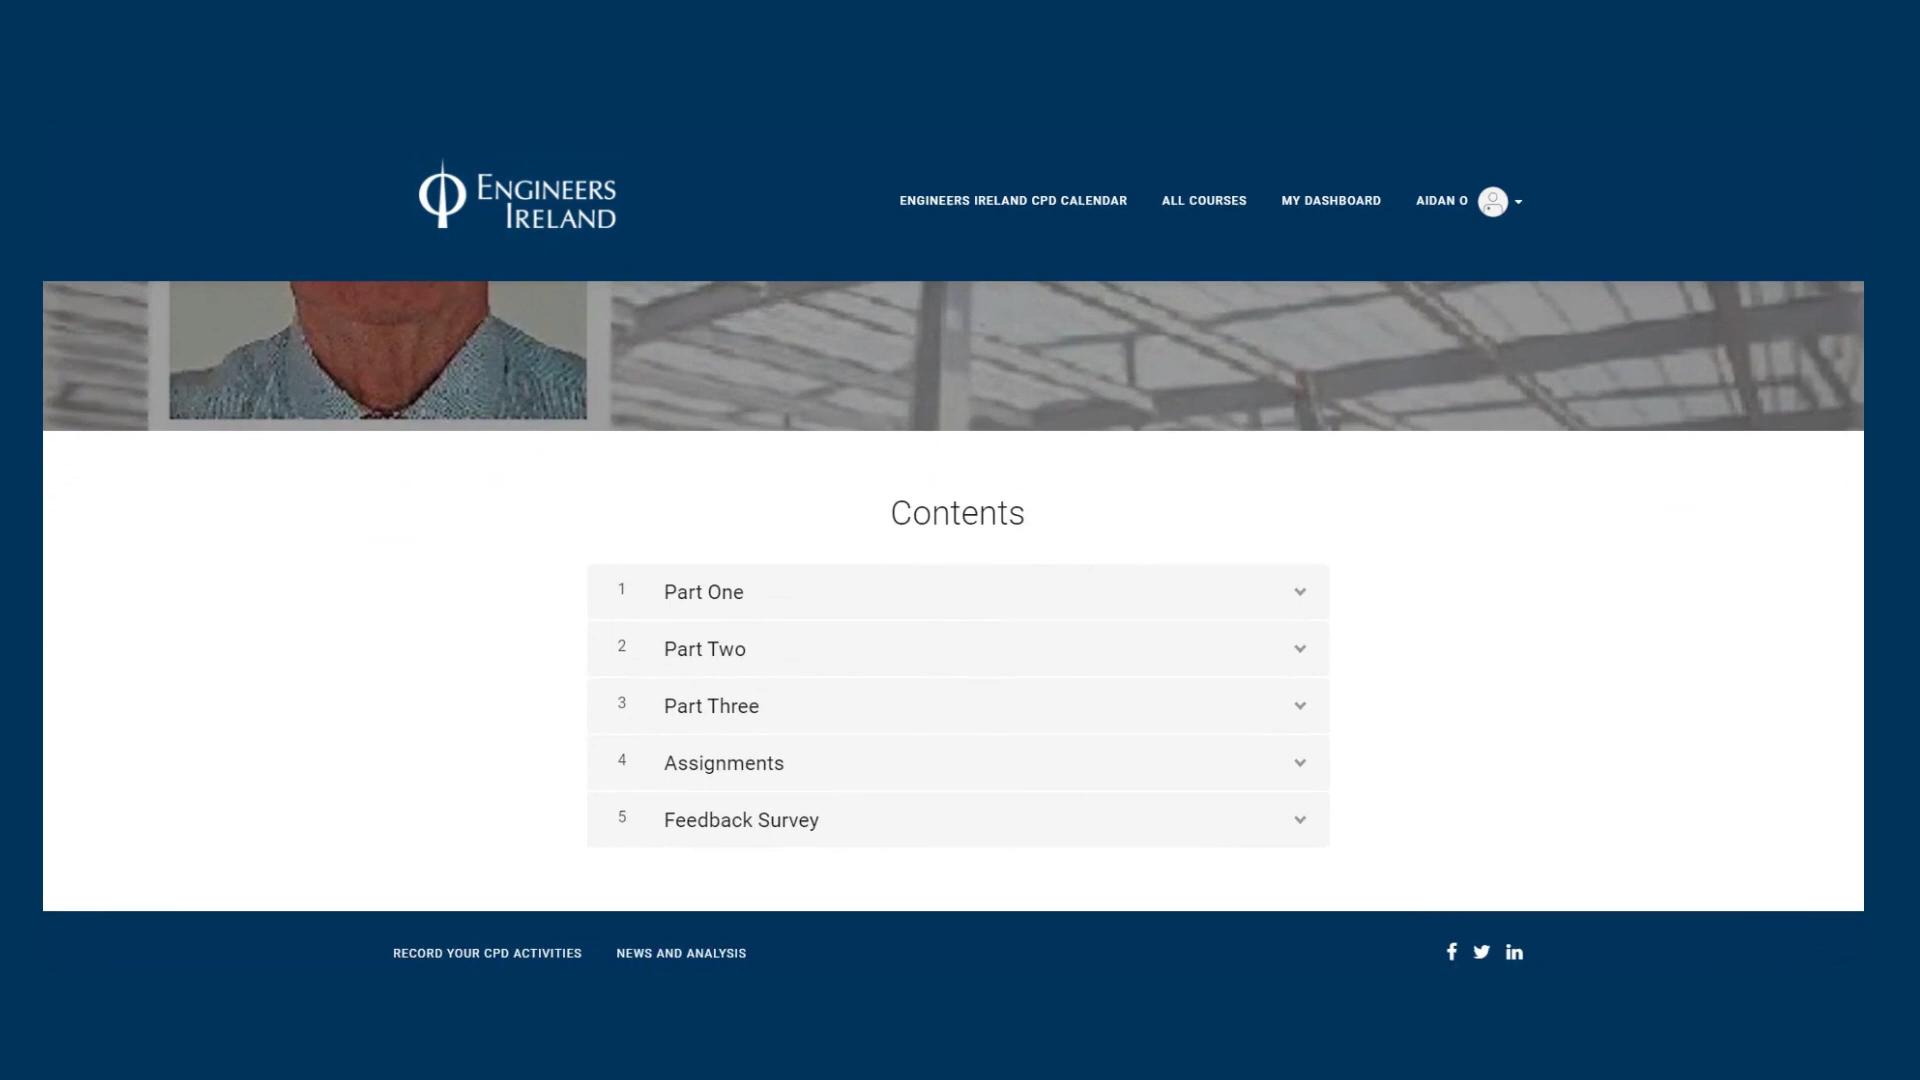 ENGINEERS
IRELAND
ENGINEERS IRELAND CPD CALENDAR
ALL COURSES
MY DASHBOARD
AIDAN O
Contents
1 Part One
2 Part Two
3 Part Three
4 Assignments
5 Feedback Survey
RECORD YOUR CPD ACTIVITIES
NEWS AND ANALYSIS